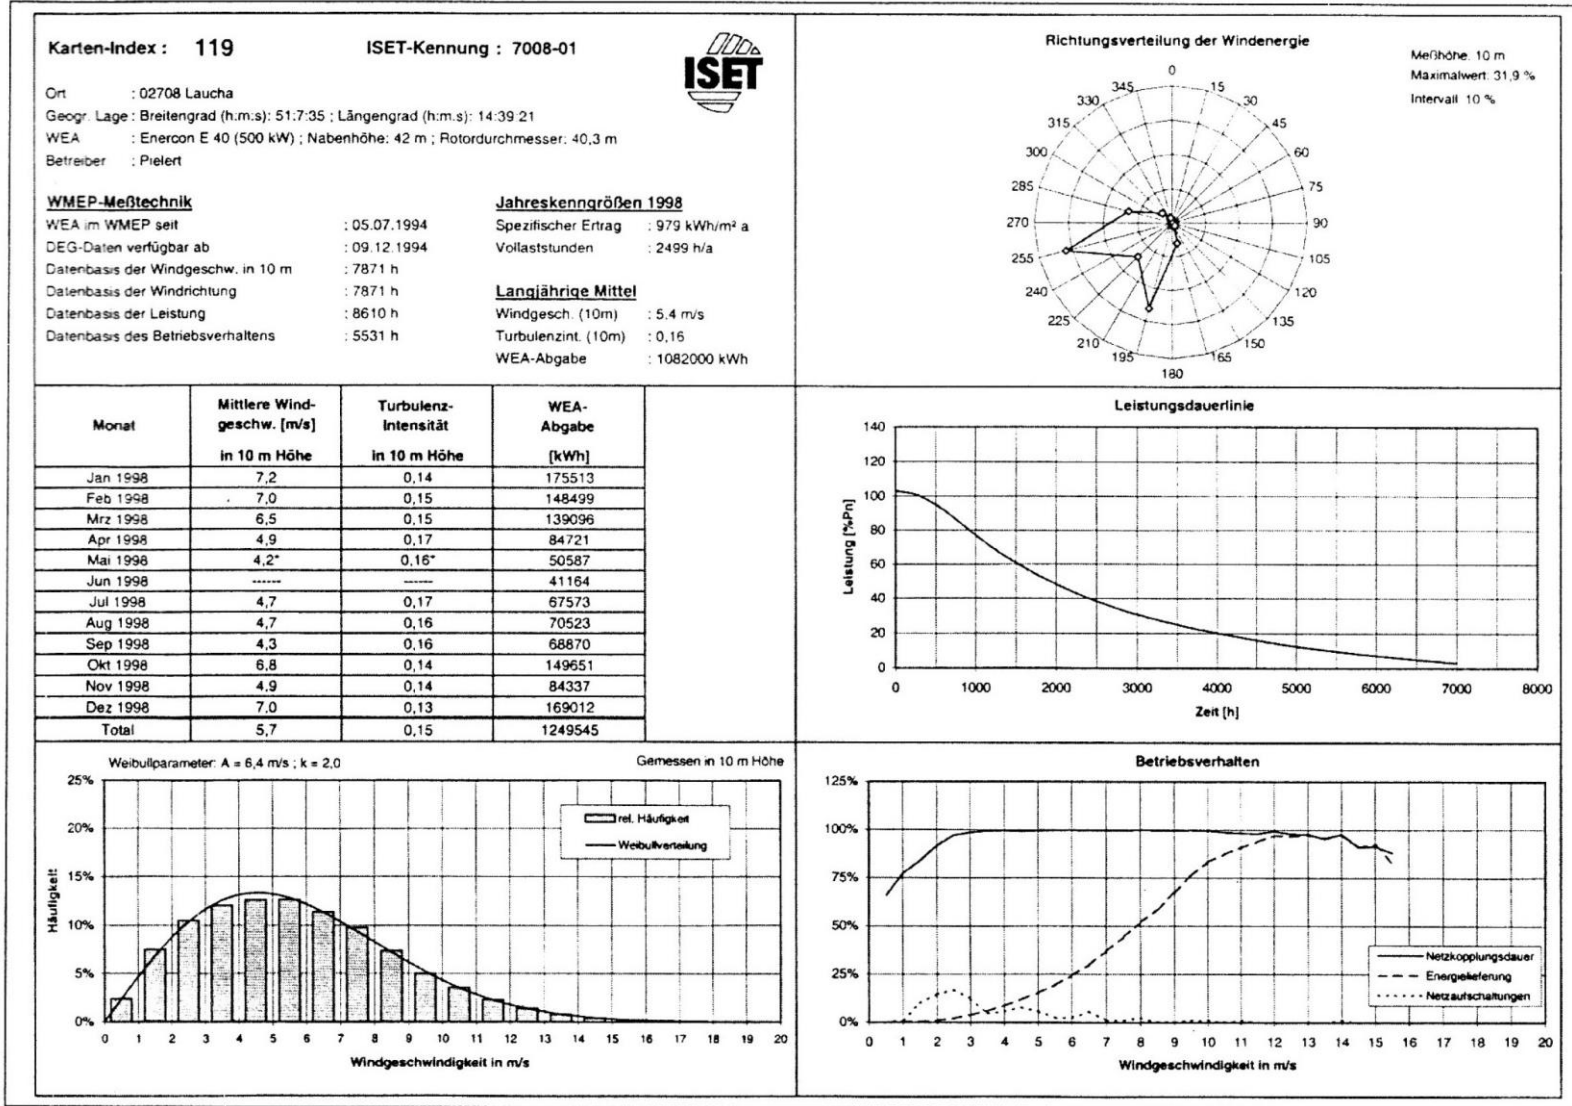 Karten-Index : 119 ISET-Kennung : 7008-01
ISET
Ort : 02708 Laucha
Geogr. Lage : Breitengrad (h:m:s): 51:7:35 ; Längengrad (h:m:s): 14:39:21
WEA : Enercon E 40 (500 kW) ; Nabenhöhe: 42 m ; Rotordurchmesser: 40,3 m
Betreiber : Pielert
WMEP-Meßtechnik
WEA im WMEP seit : 05.07.1994
DEG-Daten verfügbar ab : 09.12.1994
Datenbasis der Windgeschw. in 10 m : 7871 h
Datenbasis der Windrichtung : 7871 h
Datenbasis der Leistung : 8610 h
Datenbasis des Betriebsverhaltens : 5531 h
Jahreskenngrößen 1998
Spezifischer Ertrag : 979 kWh/m² a
Vollaststunden : 2499 h/a
Langjährige Mittel
Windgesch. (10m) : 5.4 m/s
Turbulenzint. (10m) : 0,16
WEA-Abgabe : 1082000 kWh
Richtungsverteilung der Windenergie
Meßhöhe: 10 m
Maximalwert: 31,9 %
Intervall: 10 %
0
345 15
330 30
315 45
300 60
285 75
270 90
255 105
240 120
225 135
210 150
195 165
180
Monat Mittlere Wind- Turbulenz- WEA-
geschw. [m/s] Intensität Abgabe
in 10 m Höhe in 10 m Höhe [kWh]
Jan 1998 7,2 0,14 175513
Feb 1998 7,0 0,15 148499
Mrz 1998 6,5 0,15 139096
Apr 1998 4,9 0,17 84721
Mai 1998 4,2* 0,16* 50587
Jun 1998 ------ ------ 41164
Jul 1998 4,7 0,17 67573
Aug 1998 4,7 0,16 70523
Sep 1998 4,3 0,16 68870
Okt 1998 6,8 0,14 149651
Nov 1998 4,9 0,14 84337
Dez 1998 7,0 0,13 169012
Total 5,7 0,15 1249545
Leistungsdauerlinie
140
120
100
80
60
40
20
0
Leistung [%Pn]
0 1000 2000 3000 4000 5000 6000 7000 8000
Zeit [h]
Weibullparameter: A = 6,4 m/s ; k = 2,0 Gemessen in 10 m Höhe
25%
20%
15%
10%
5%
0%
Häufigkeit
rel. Häufigkeit
Weibullverteilung
0 1 2 3 4 5 6 7 8 9 10 11 12 13 14 15 16 17 18 19 20
Windgeschwindigkeit in m/s
Betriebsverhalten
125%
100%
75%
50%
25%
0%
Netzkopplungsdauer
Energielieferung
Netzaufschaltungen
0 1 2 3 4 5 6 7 8 9 10 11 12 13 14 15 16 17 18 19 20
Windgeschwindigkeit in m/s